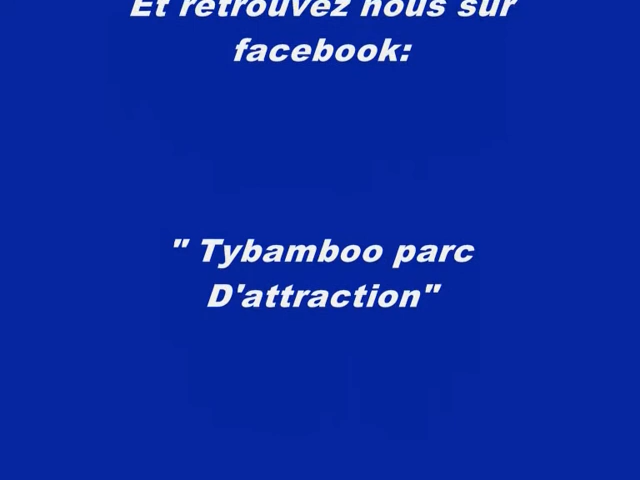 Et retrouvez nous sur
facebook:
" Tybamboo parc
D'attraction"